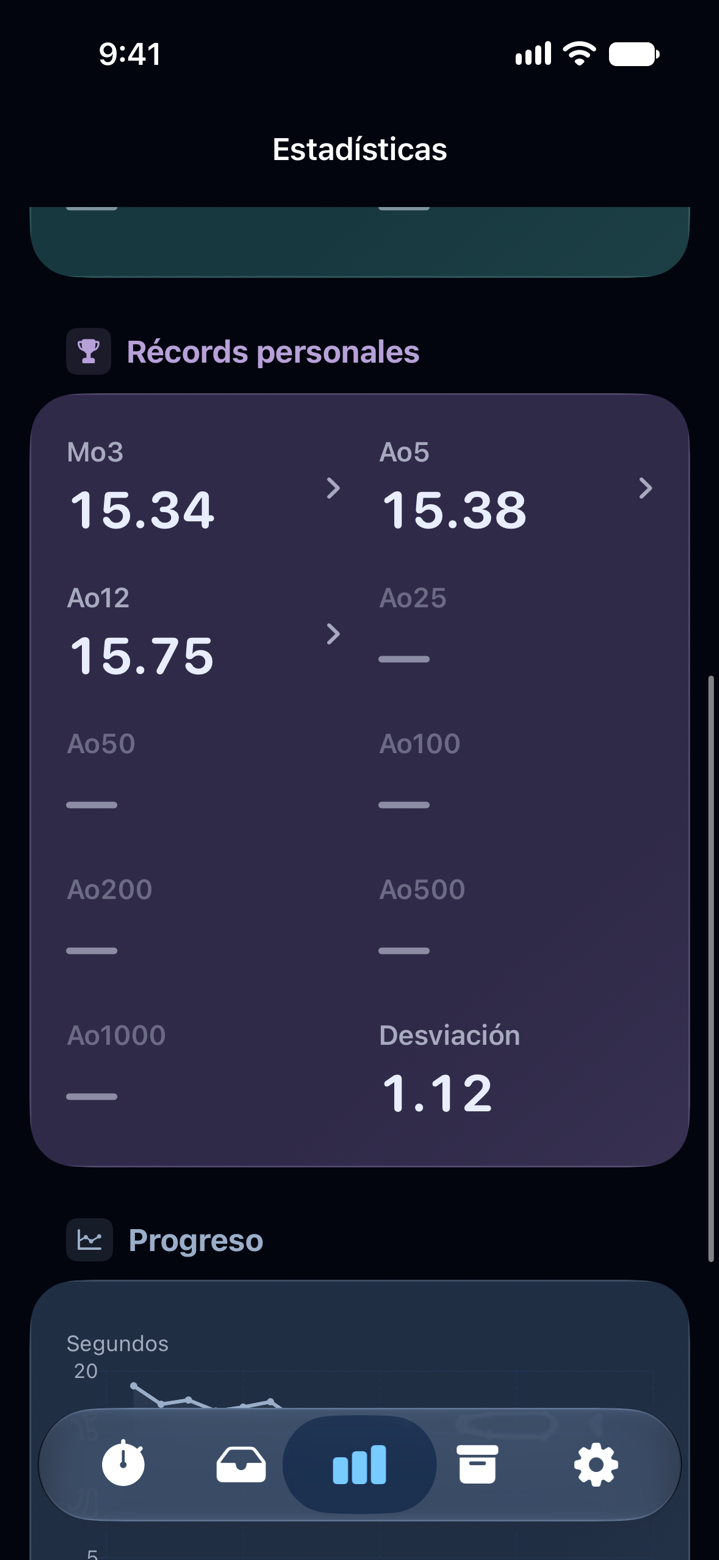 9:41
Estadísticas
Récords personales
Mo3
15.34
Ao5
15.38
Ao12
15.75
Ao25
—
Ao50
—
Ao100
—
Ao200
—
Ao500
—
Ao1000
—
Desviación
1.12
Progreso
Segundos
20
5